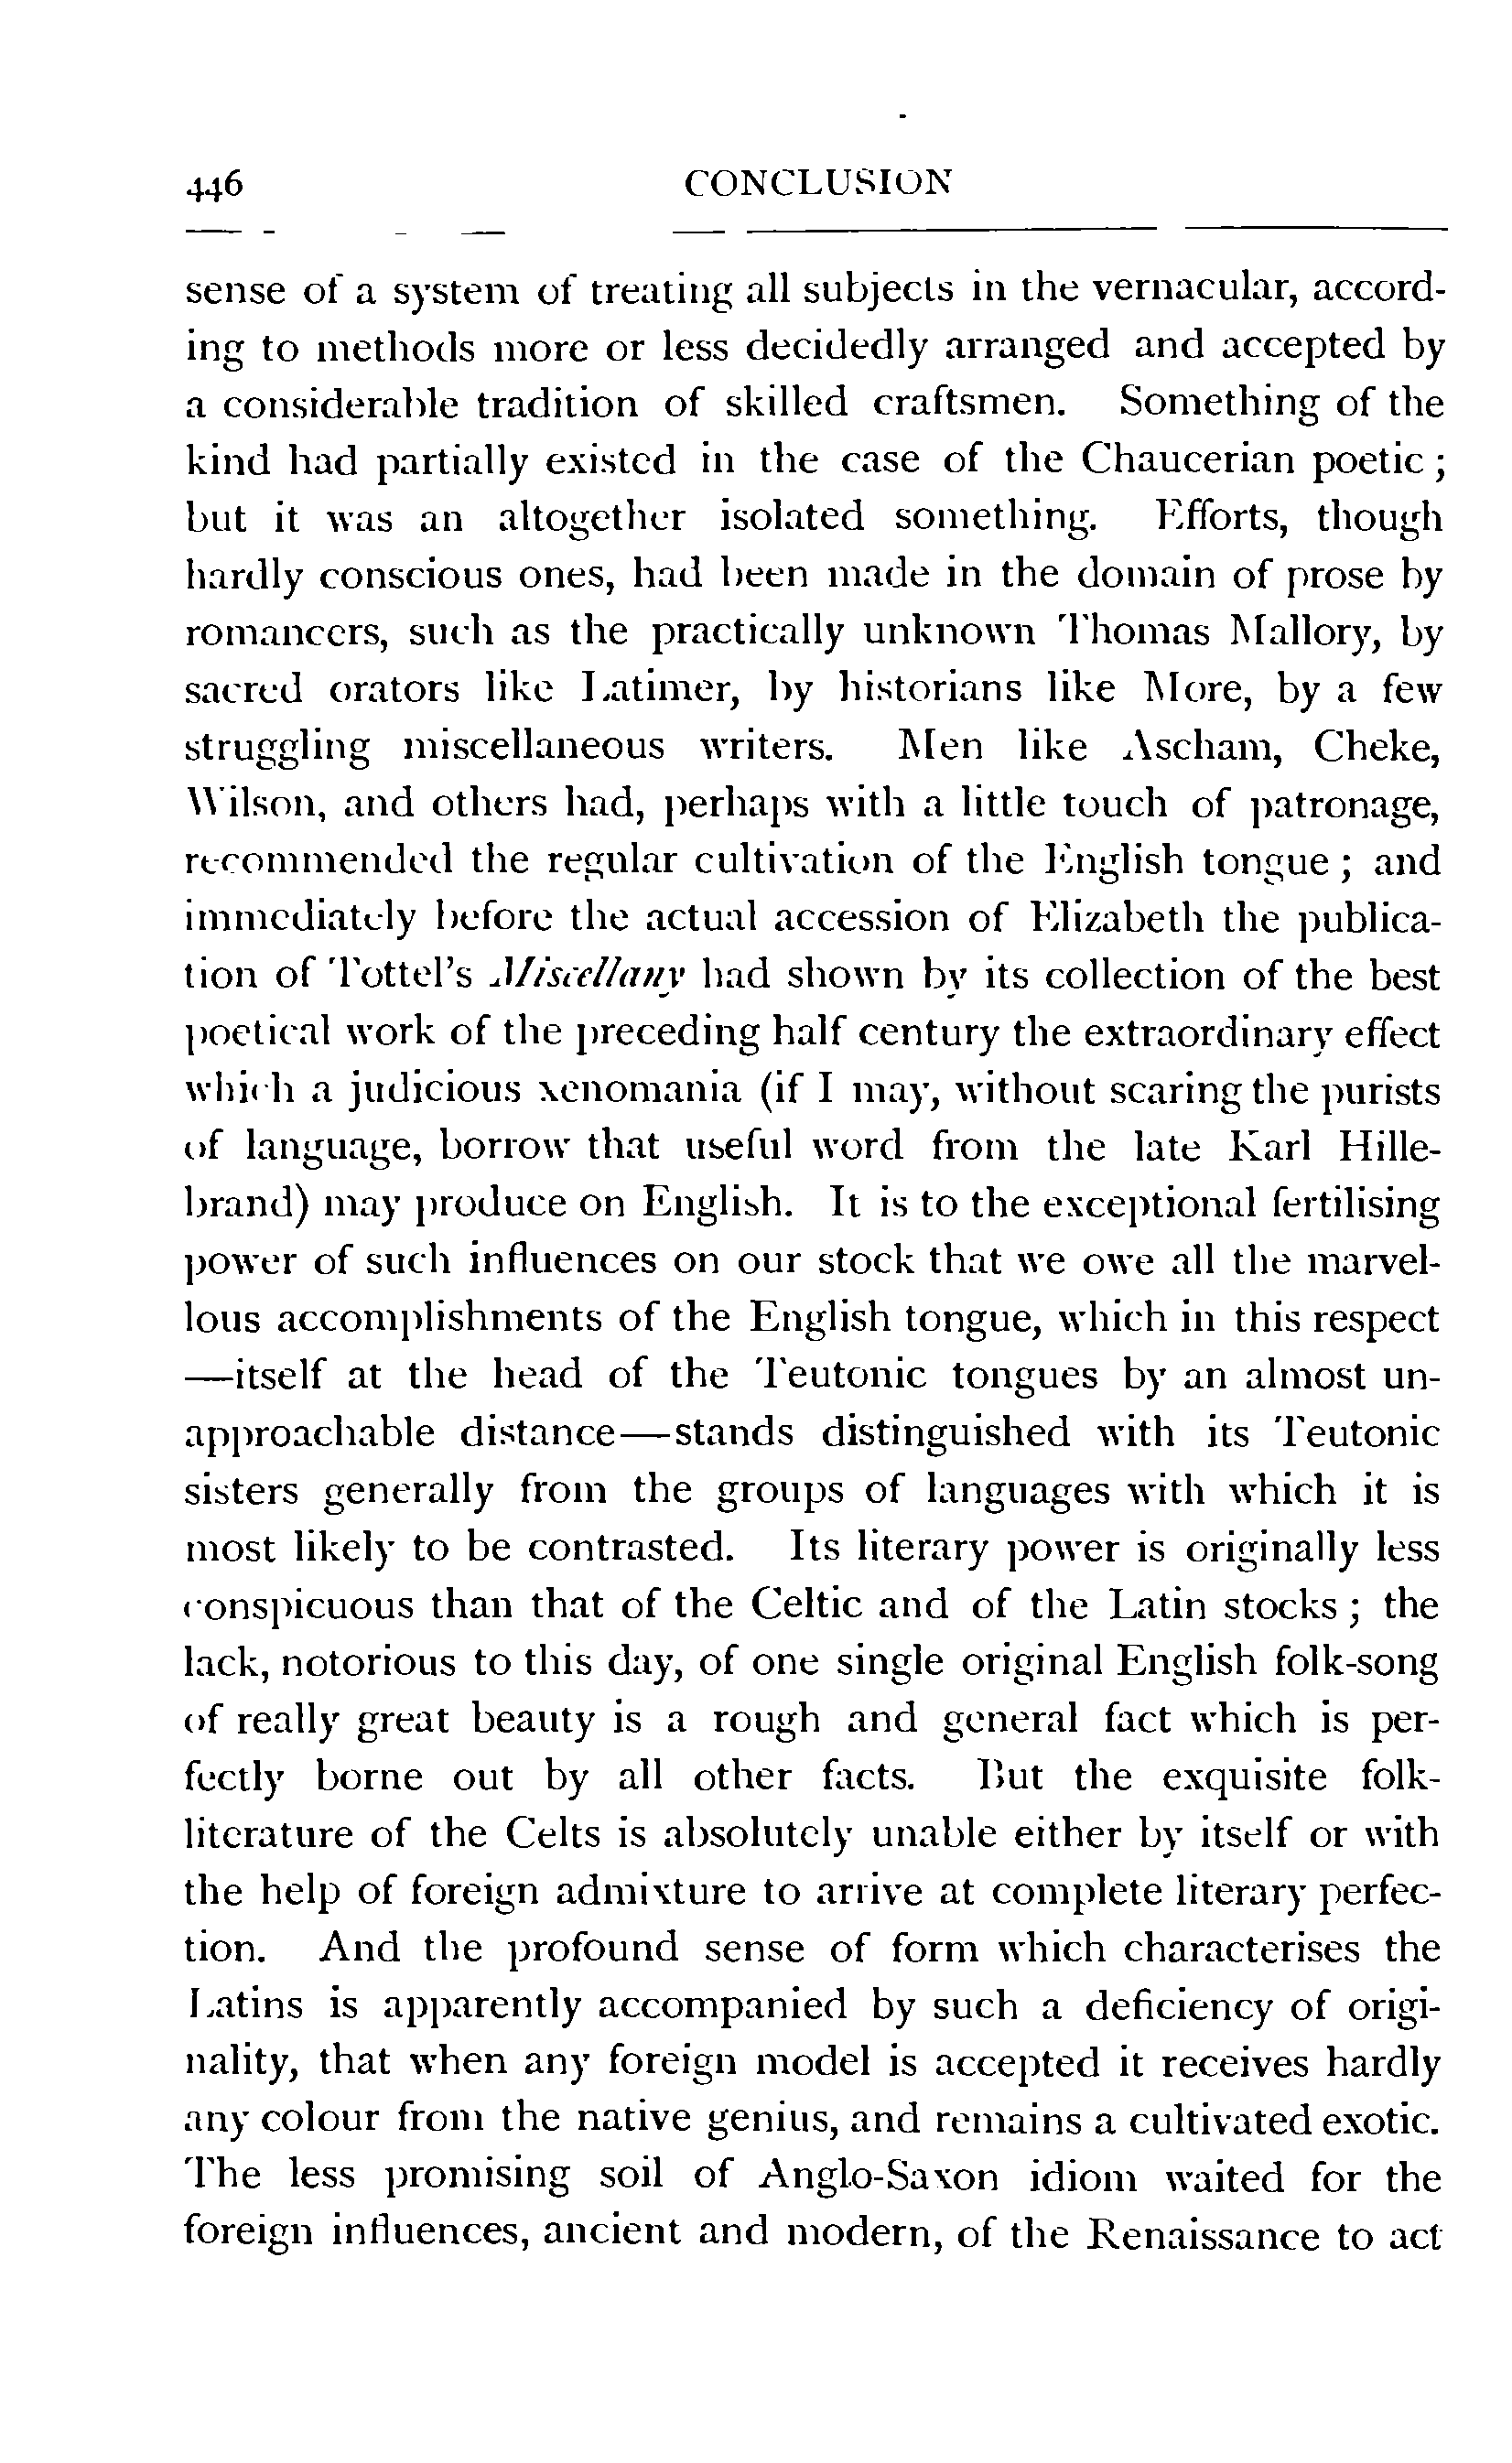 446 CONCLUSION
sense of a system of treating all subjects in the vernacular, accord-
ing to methods more or less decidedly arranged and accepted by
a considerable tradition of skilled craftsmen. Something of the
kind had partially existed in the case of the Chaucerian poetic;
but it was an altogether isolated something. Efforts, though
hardly conscious ones, had been made in the domain of prose by
romancers, such as the practically unknown Thomas Mallory, by
sacred orators like Latimer, by historians like More, by a few
struggling miscellaneous writers. Men like Ascham, Cheke,
Wilson, and others had, perhaps with a little touch of patronage,
recommended the regular cultivation of the English tongue; and
immediately before the actual accession of Elizabeth the publica-
tion of Tottel's Miscellany had shown by its collection of the best
poetical work of the preceding half century the extraordinary effect
which a judicious xenomania (if I may, without scaring the purists
of language, borrow that useful word from the late Karl Hille-
brand) may produce on English. It is to the exceptional fertilising
power of such influences on our stock that we owe all the marvel-
lous accomplishments of the English tongue, which in this respect
—itself at the head of the Teutonic tongues by an almost un-
approachable distance—stands distinguished with its Teutonic
sisters generally from the groups of languages with which it is
most likely to be contrasted. Its literary power is originally less
conspicuous than that of the Celtic and of the Latin stocks; the
lack, notorious to this day, of one single original English folk-song
of really great beauty is a rough and general fact which is per-
fectly borne out by all other facts. But the exquisite folk-
literature of the Celts is absolutely unable either by itself or with
the help of foreign admixture to arrive at complete literary perfec-
tion. And the profound sense of form which characterises the
Latins is apparently accompanied by such a deficiency of origi-
nality, that when any foreign model is accepted it receives hardly
any colour from the native genius, and remains a cultivated exotic.
The less promising soil of Anglo-Saxon idiom waited for the
foreign influences, ancient and modern, of the Renaissance to act